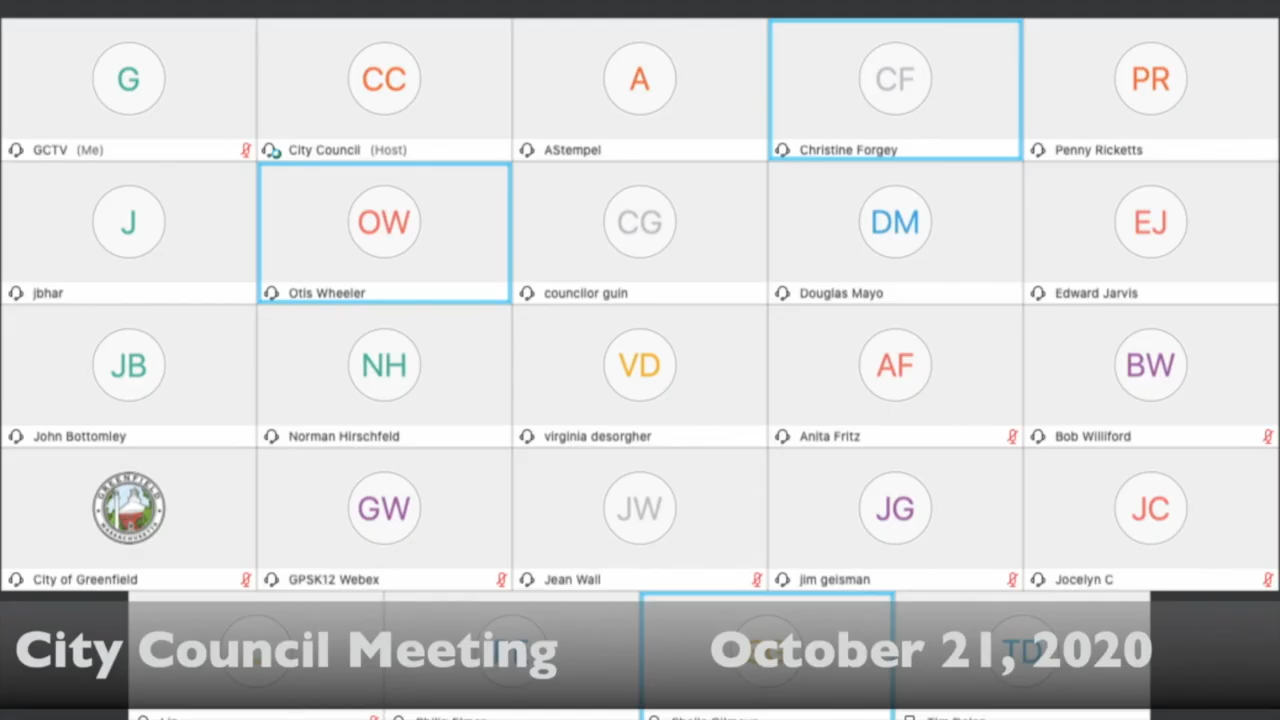 G CC A CF PR
GCTV (Me) City Council (Host) AStempel Christine Forgey Penny Ricketts
J OW CG DM EJ
jbhar Otis Wheeler councilor guin Douglas Mayo Edward Jarvis
JB NH VD AF BW
John Bottomley Norman Hirschfeld virginia desorgher Anita Fritz Bob Williford
GREENFIELD MASSACHUSETTS GW JW JG JC
City of Greenfield GPSK12 Webex Jean Wall jim geisman Jocelyn C
City Council Meeting October 21, 2020
TD